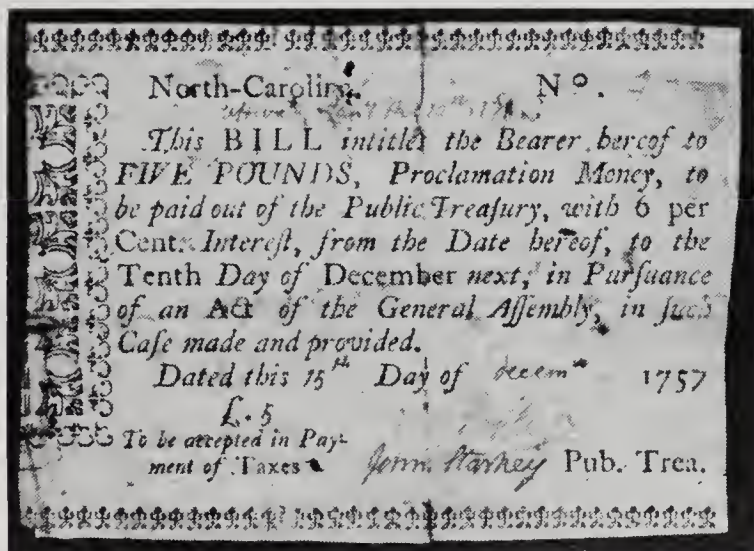 North-Carolina. Nº.
This BILL intitles the Bearer hereof to
FIVE POUNDS, Proclamation Money, to
be paid out of the Public Treaſury, with 6 per
Cent. Intereſt, from the Date hereof, to the
Tenth Day of December next, in Purſuance
of an Act of the General Aſſembly, in ſuch
Caſe made and provided.
Dated this 15th Day of Decemr 1757
£. 5
To be accepted in Pay-
ment of Taxes
John Starkey Pub. Trea.